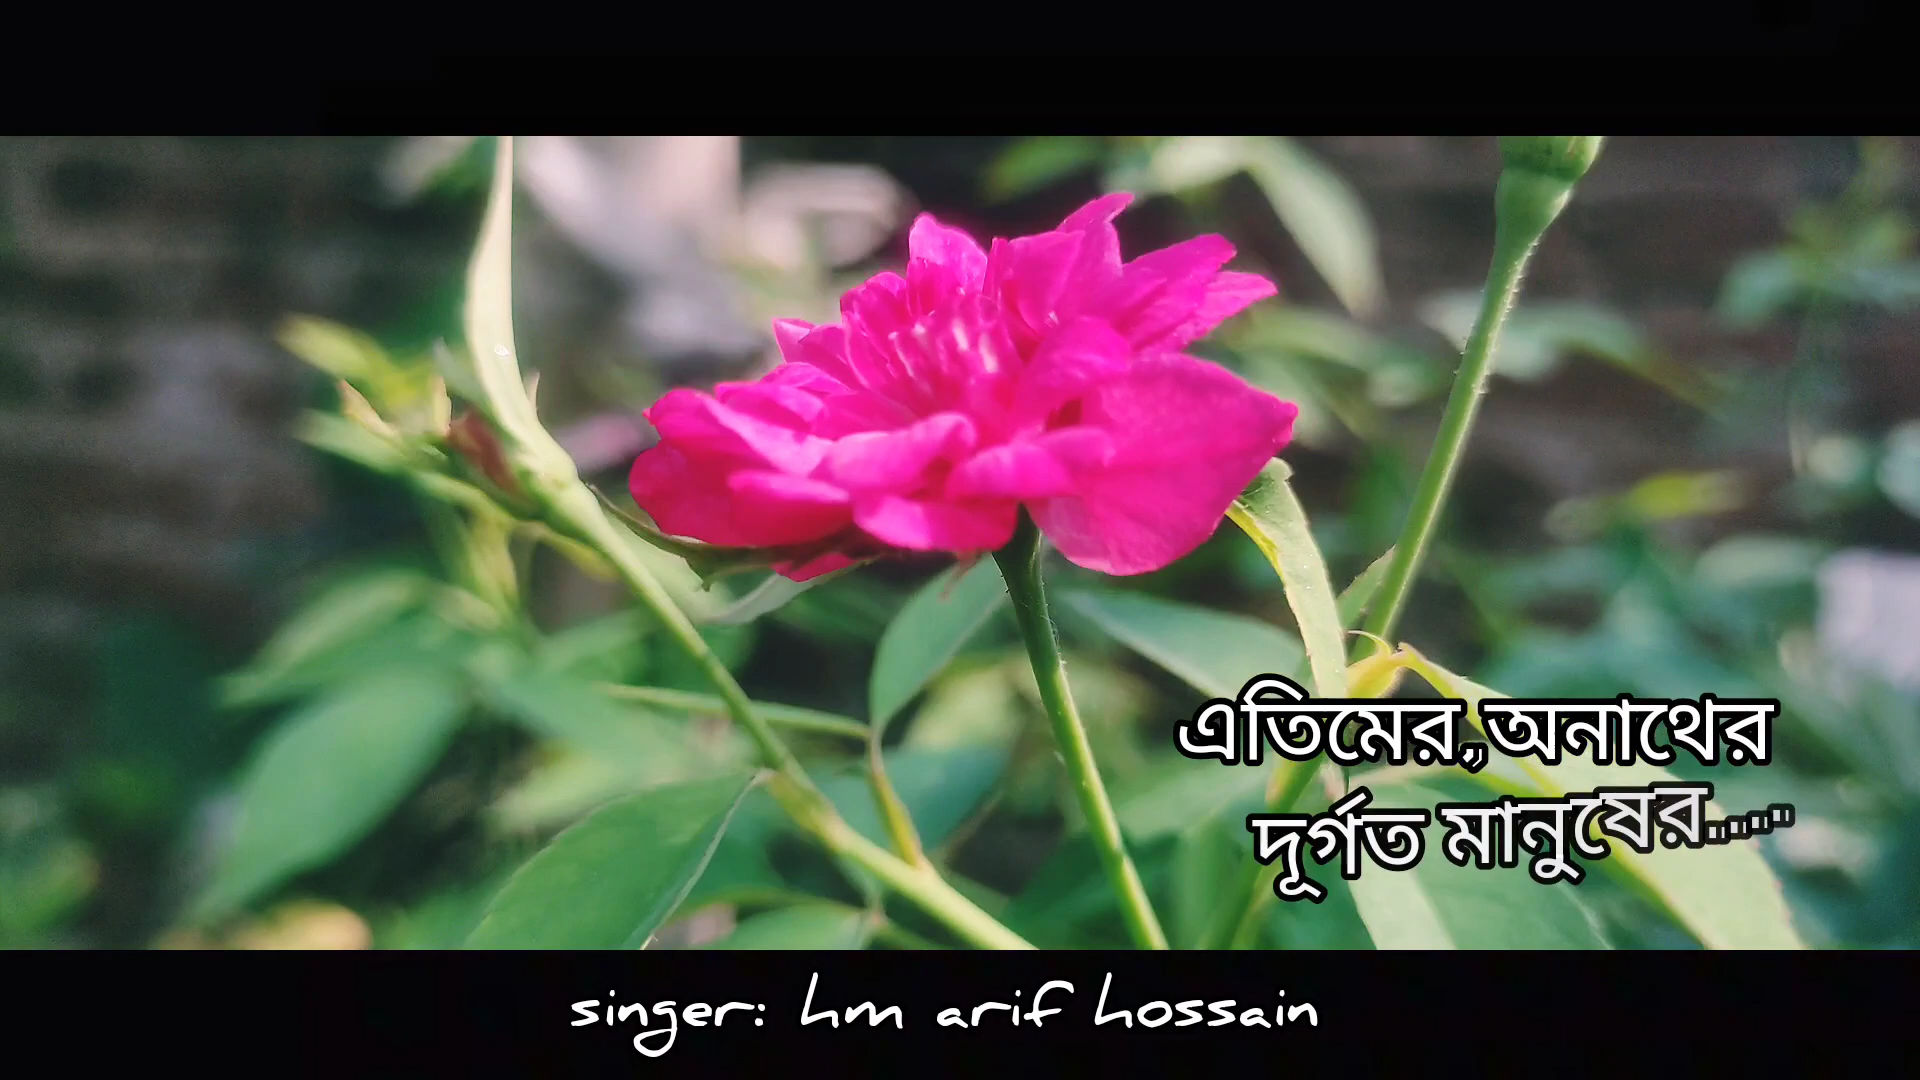 এতিমের,অনাথের
দূর্গত মানুষের.....
singer: hm arif hossain